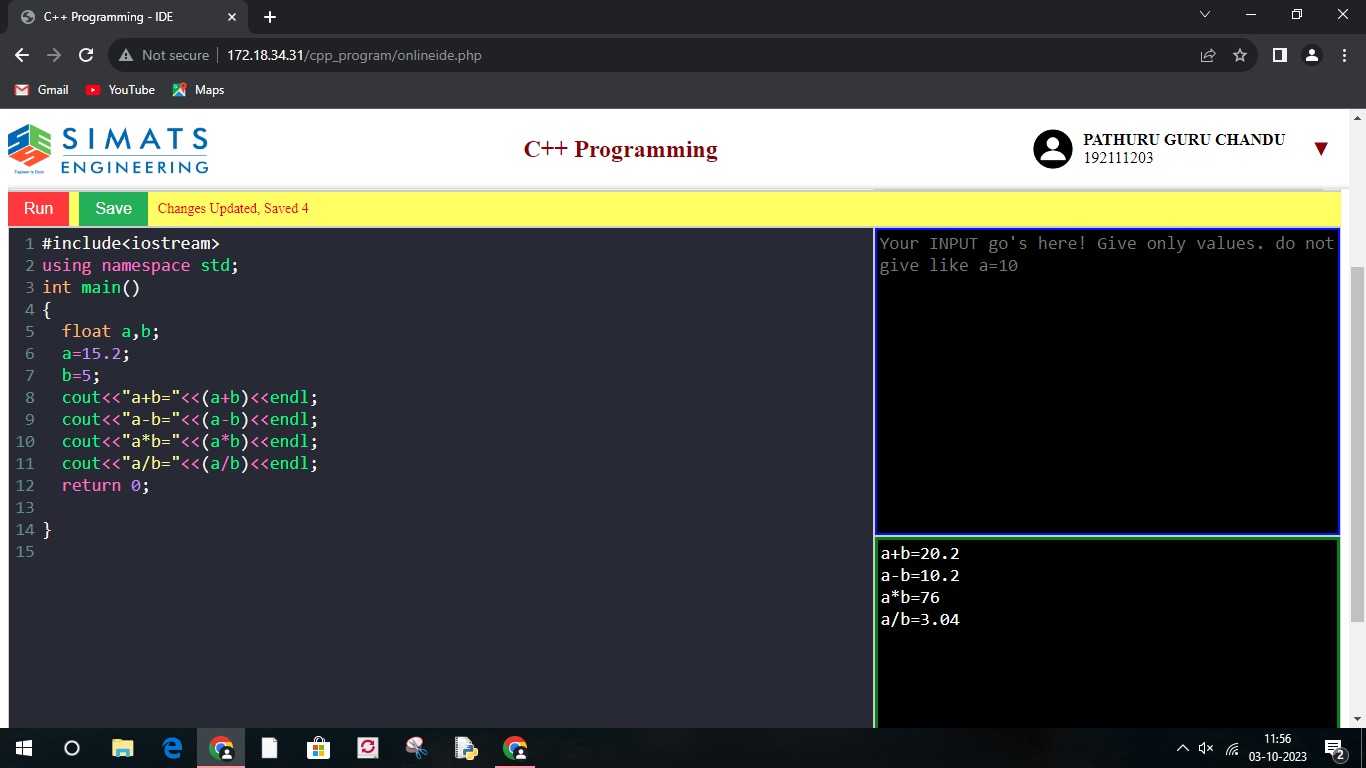 C++ Programming - IDE
Not secure
172.18.34.31/cpp_program/onlineide.php
Gmail
YouTube
Maps
SIMATS
ENGINEERING
Engineer to Excel
C++ Programming
PATHURU GURU CHANDU
192111203
Run
Save
Changes Updated, Saved 4
1 #include<iostream>
2 using namespace std;
3 int main()
4 {
5   float a,b;
6   a=15.2;
7   b=5;
8   cout<<"a+b="<<(a+b)<<endl;
9   cout<<"a-b="<<(a-b)<<endl;
10   cout<<"a*b="<<(a*b)<<endl;
11   cout<<"a/b="<<(a/b)<<endl;
12   return 0;
13
14 }
15
Your INPUT go's here! Give only values. do not
give like a=10
a+b=20.2
a-b=10.2
a*b=76
a/b=3.04
11:56
03-10-2023
2